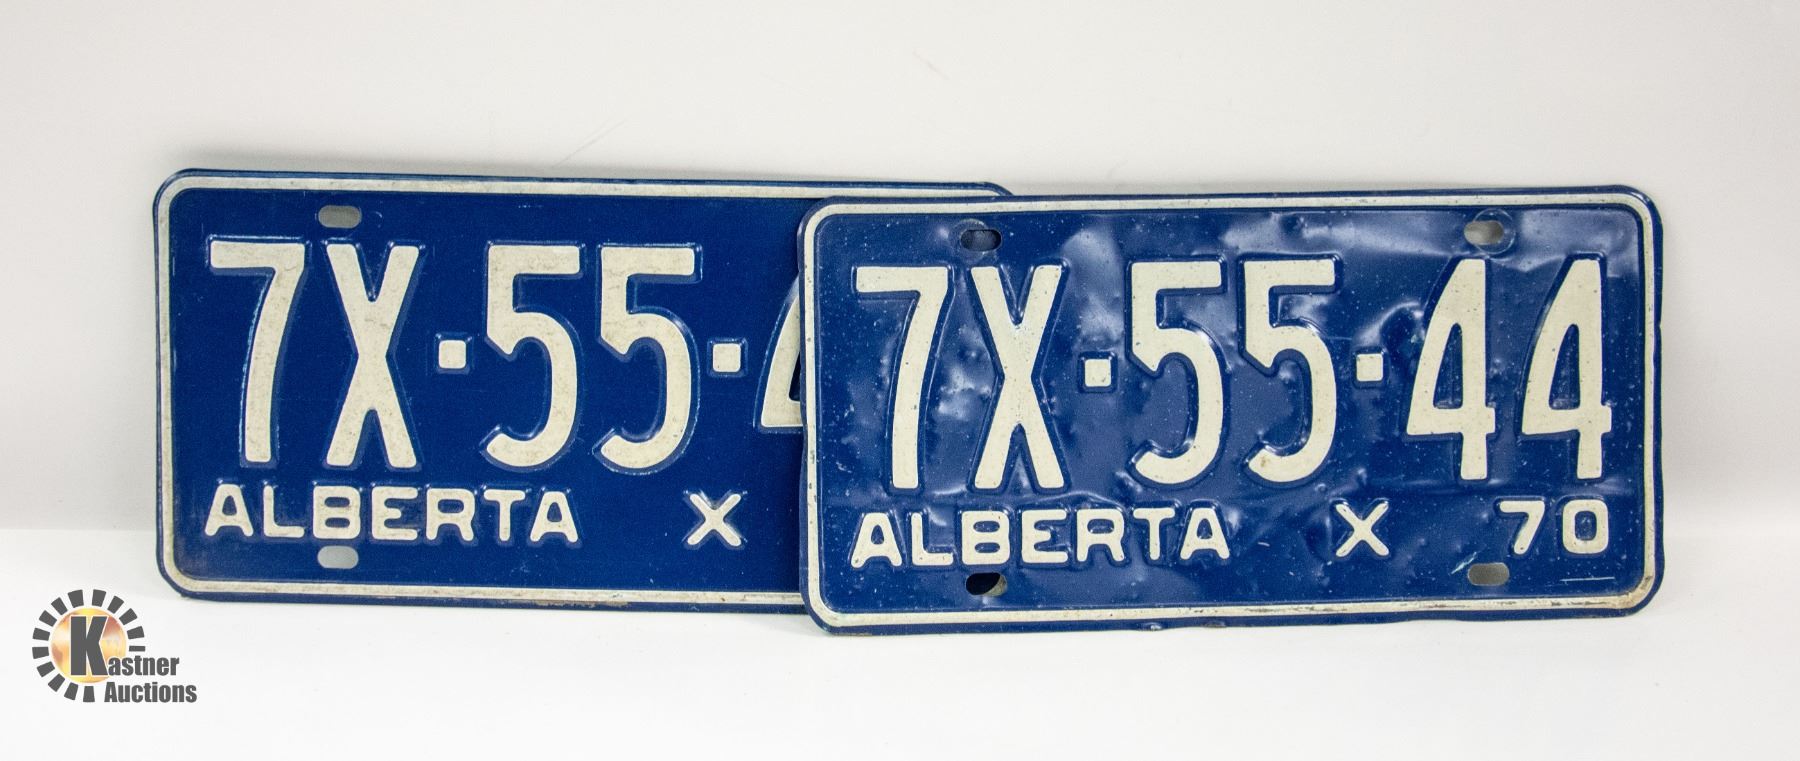 7X·55·4
ALBERTA X
7X·55·44
ALBERTA X 70
Kastner
Auctions